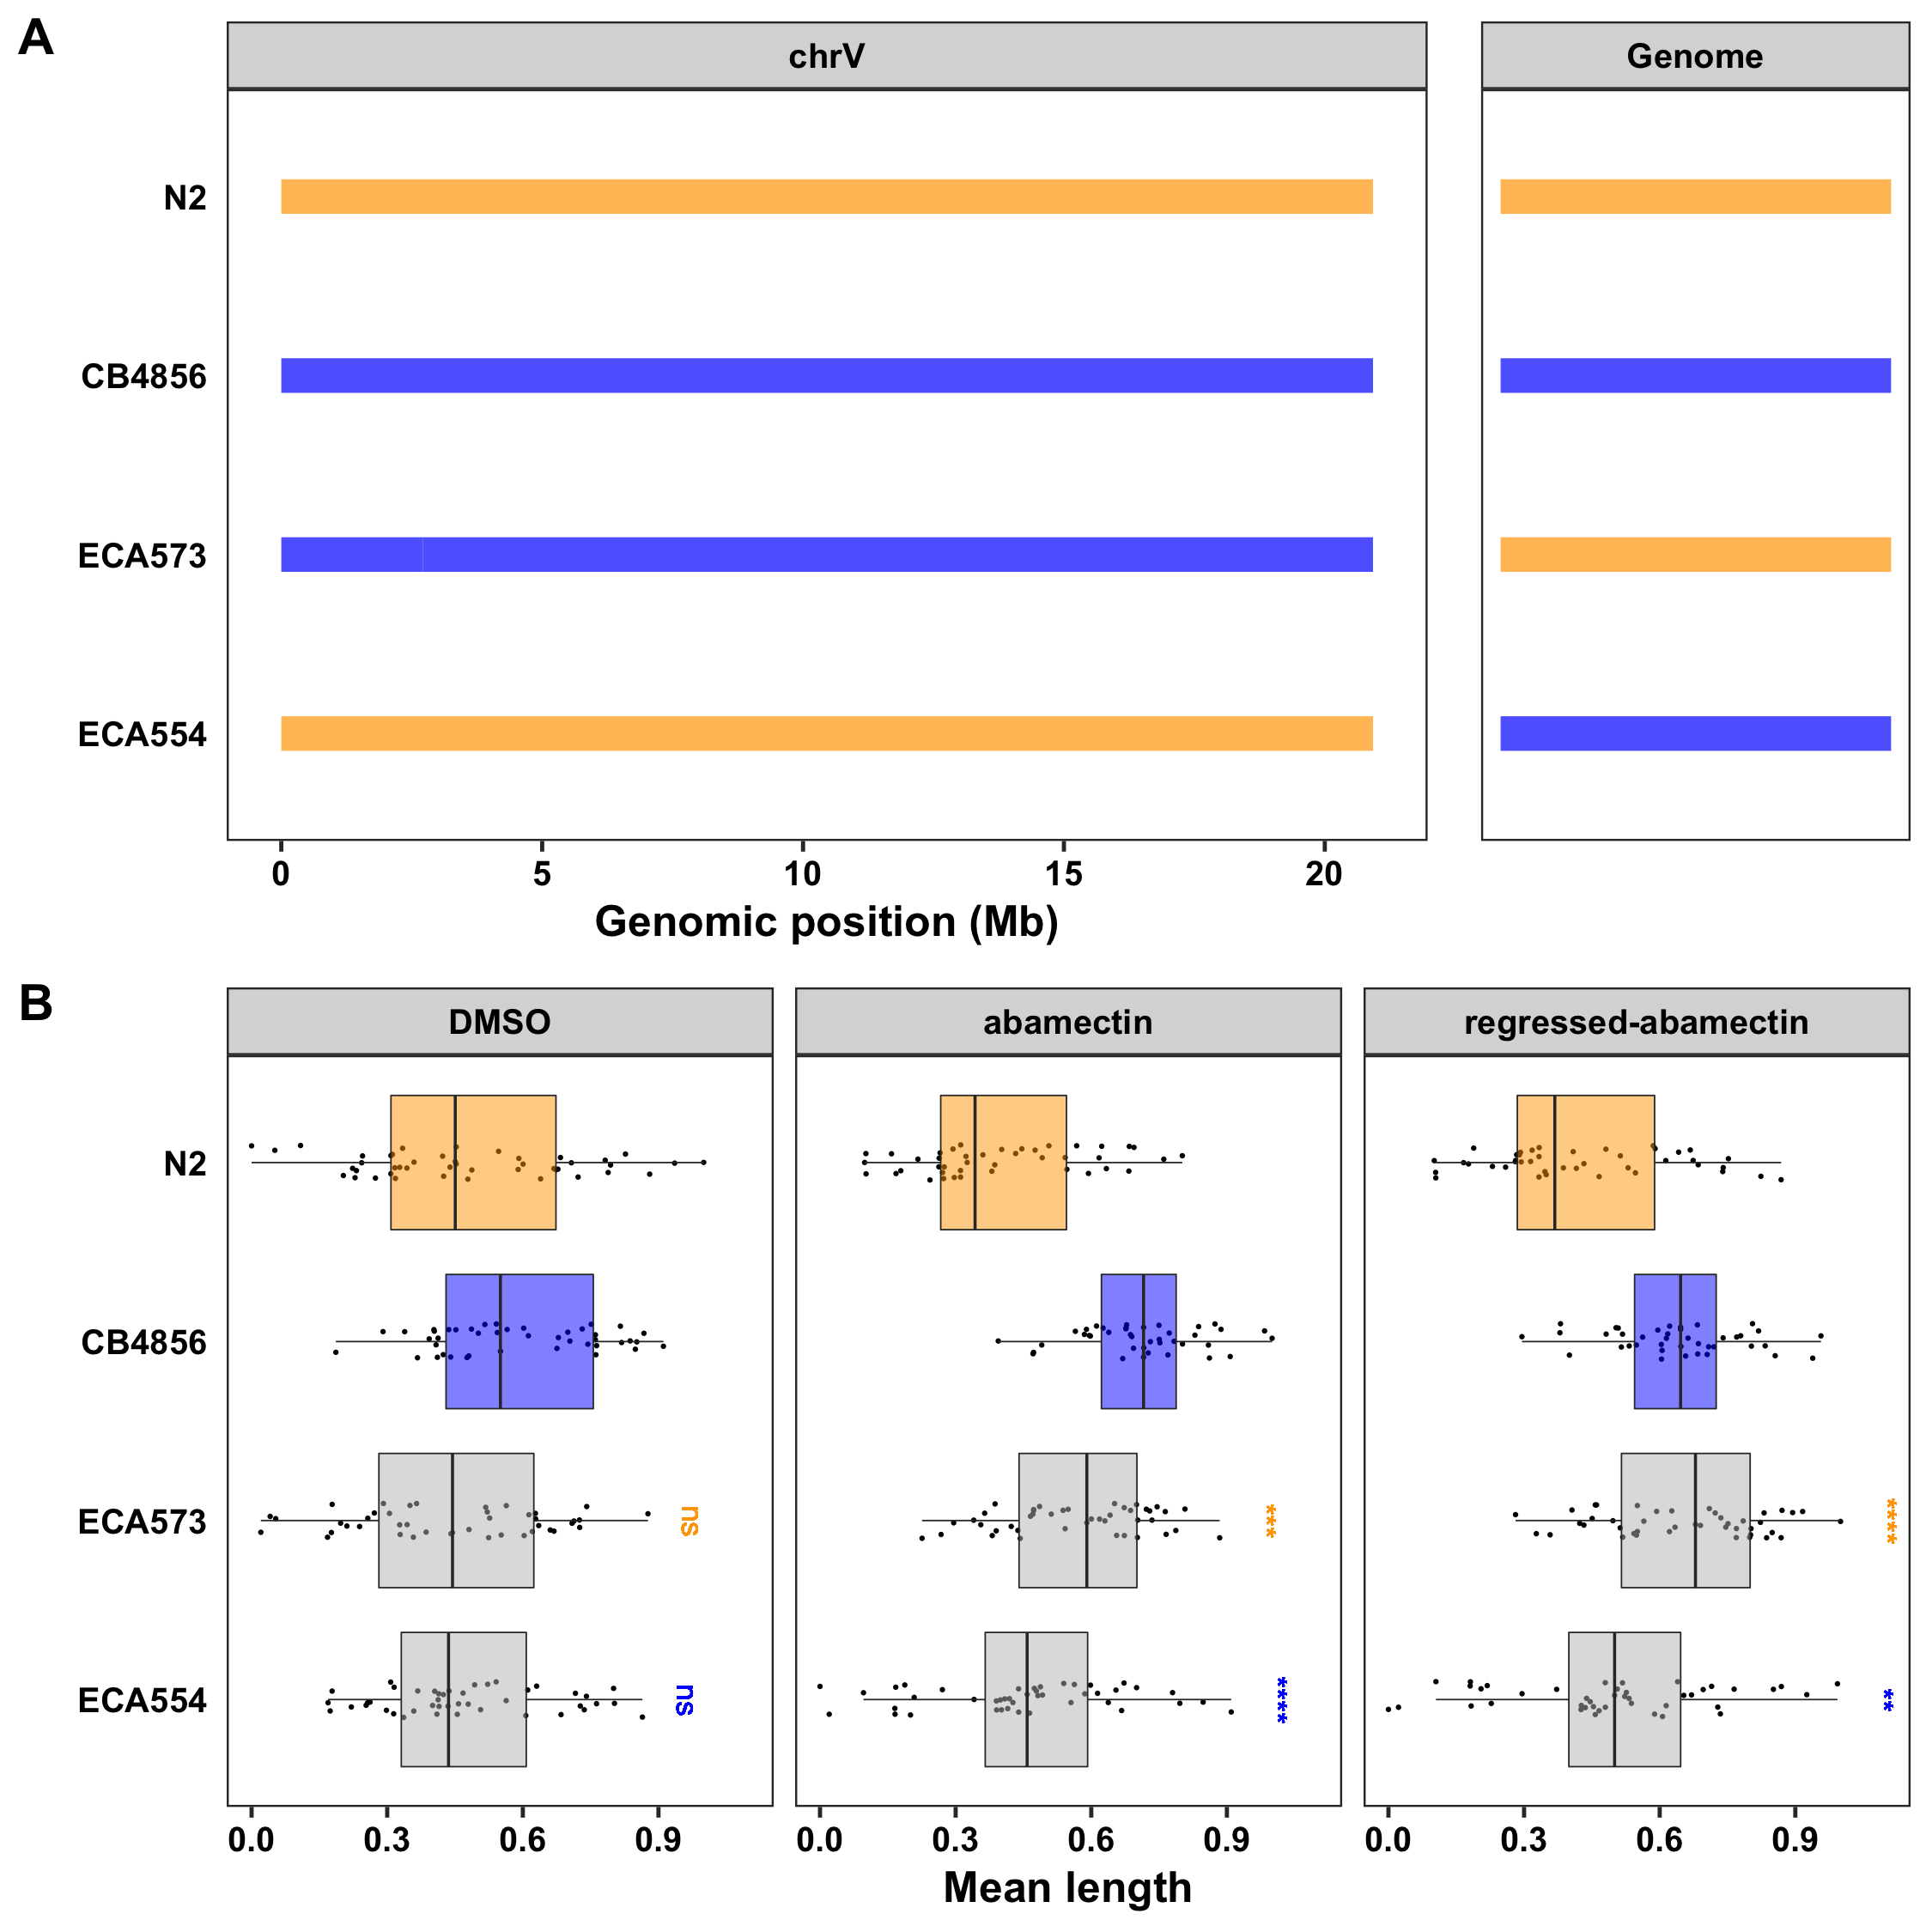 A
chrV
Genome
N2
CB4856
ECA573
ECA554
0 5 10 15 20
Genomic position (Mb)
B
DMSO
abamectin
regressed-abamectin
N2
CB4856
ECA573
ns
***
****
ECA554
ns
****
**
0.0 0.3 0.6 0.9
0.0 0.3 0.6 0.9
0.0 0.3 0.6 0.9
Mean length